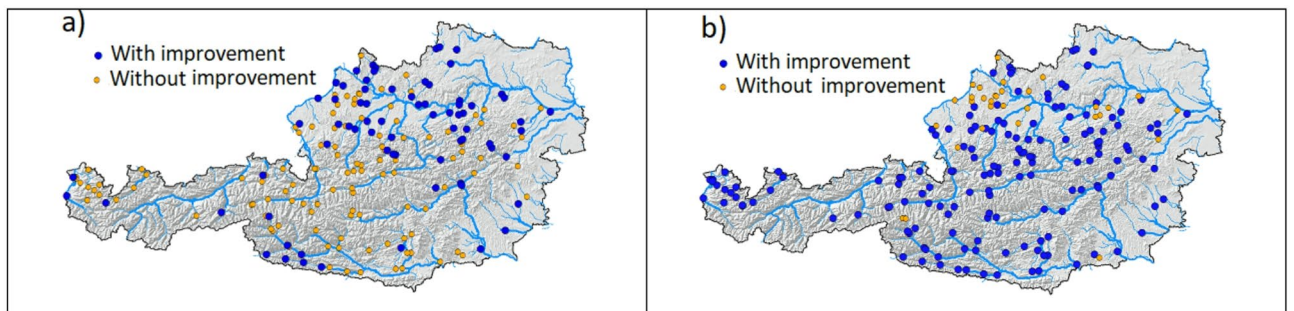 a)
With improvement
Without improvement
b)
With improvement
Without improvement